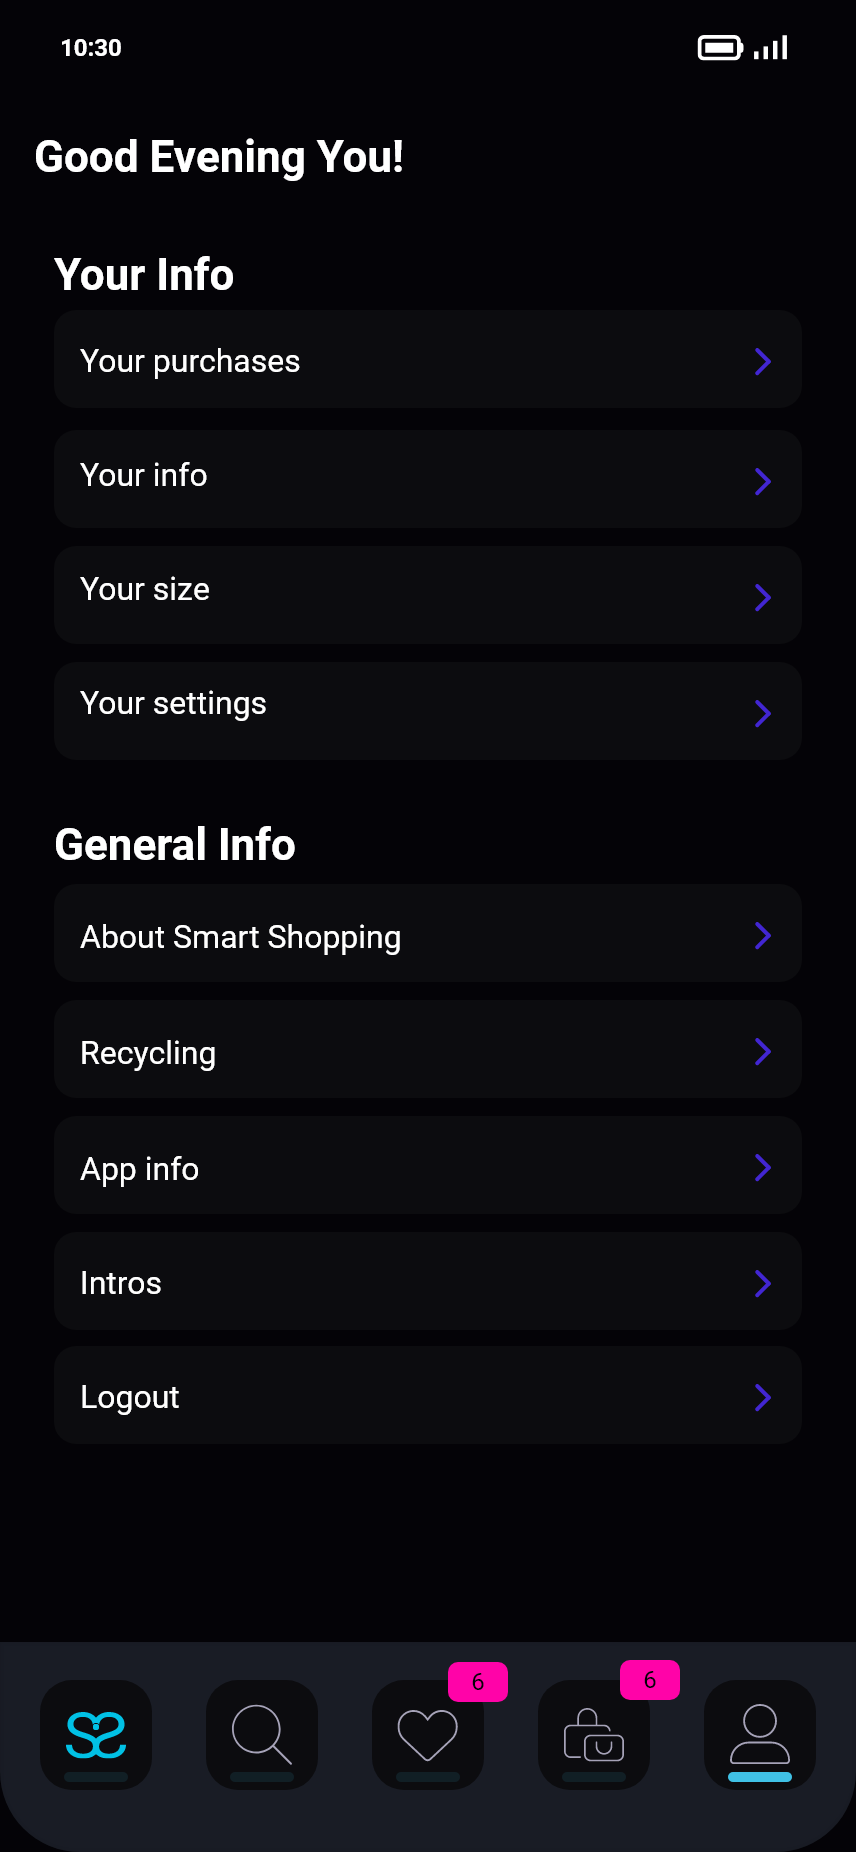 10:30
Good Evening You!
Your Info
Your purchases
Your info
Your size
Your settings
General Info
About Smart Shopping
Recycling
App info
Intros
Logout
6
6